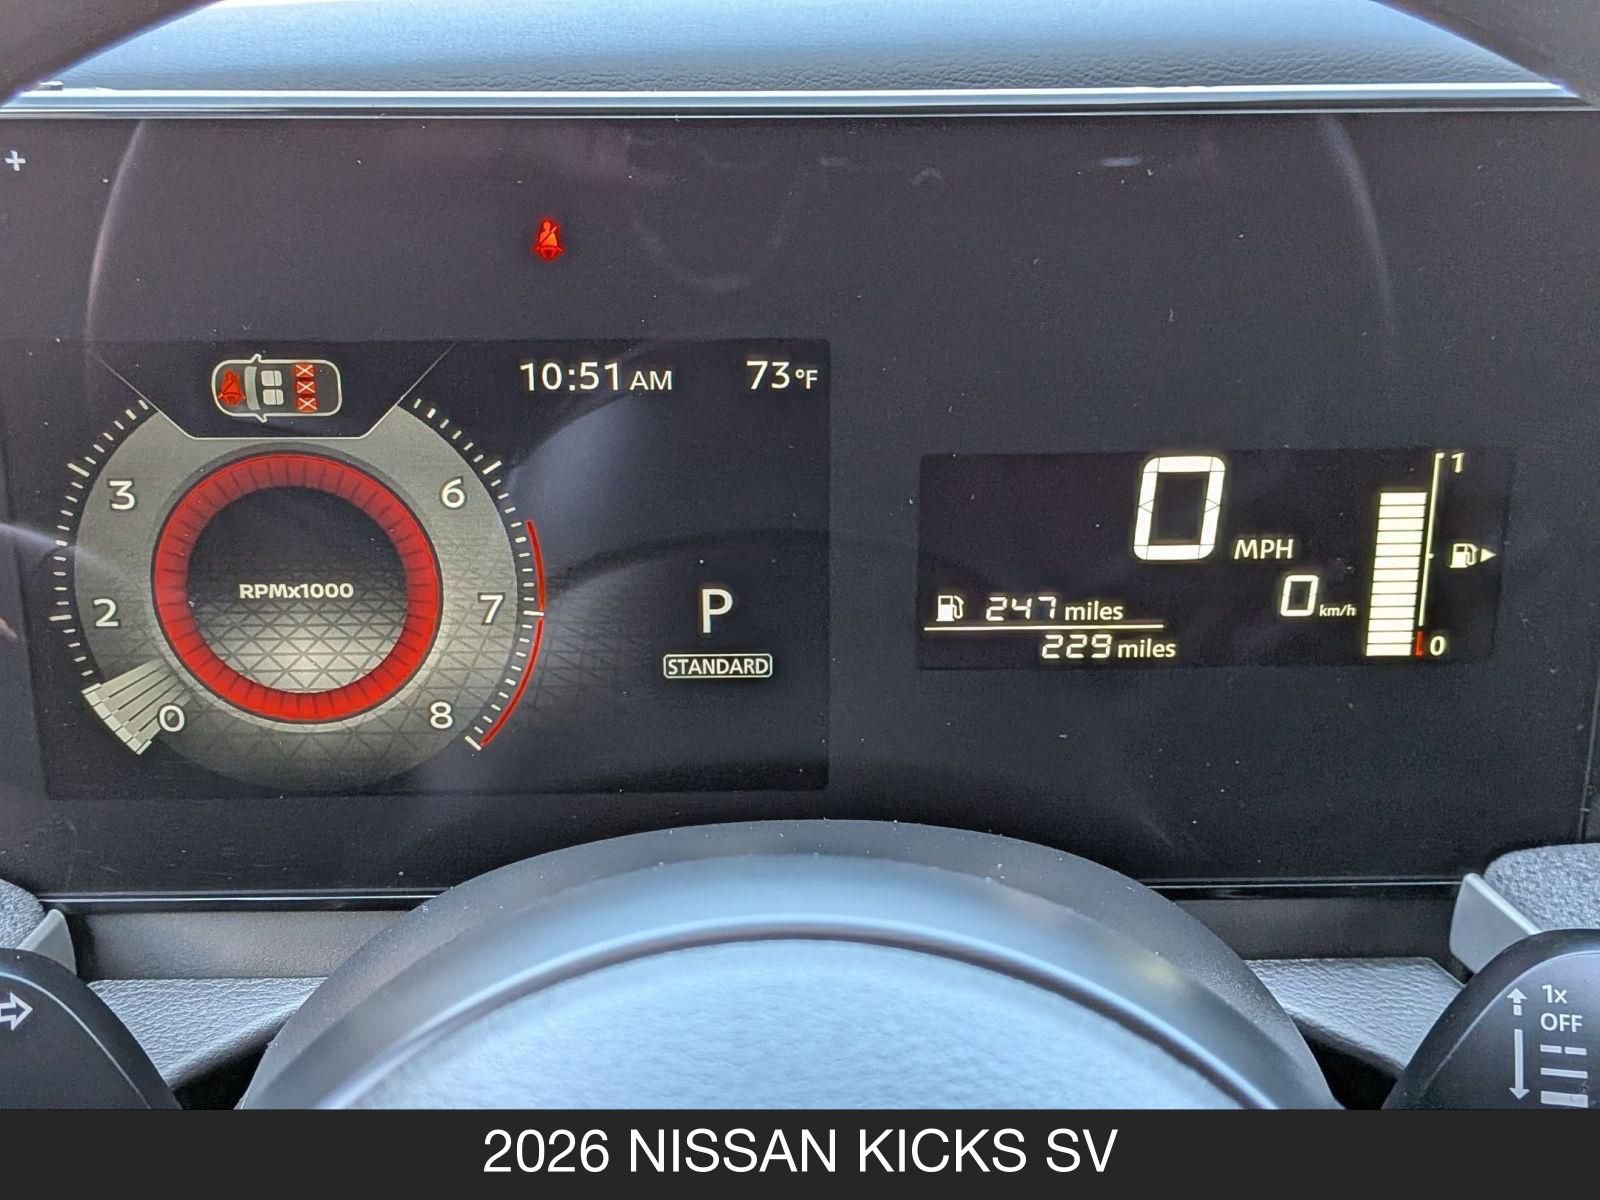 10:51 AM 73°F
3 6
RPMx1000
2 7
0 8
P
STANDARD
0 MPH
0 km/h
247 miles
229 miles
1
0
1x
OFF
2026 NISSAN KICKS SV